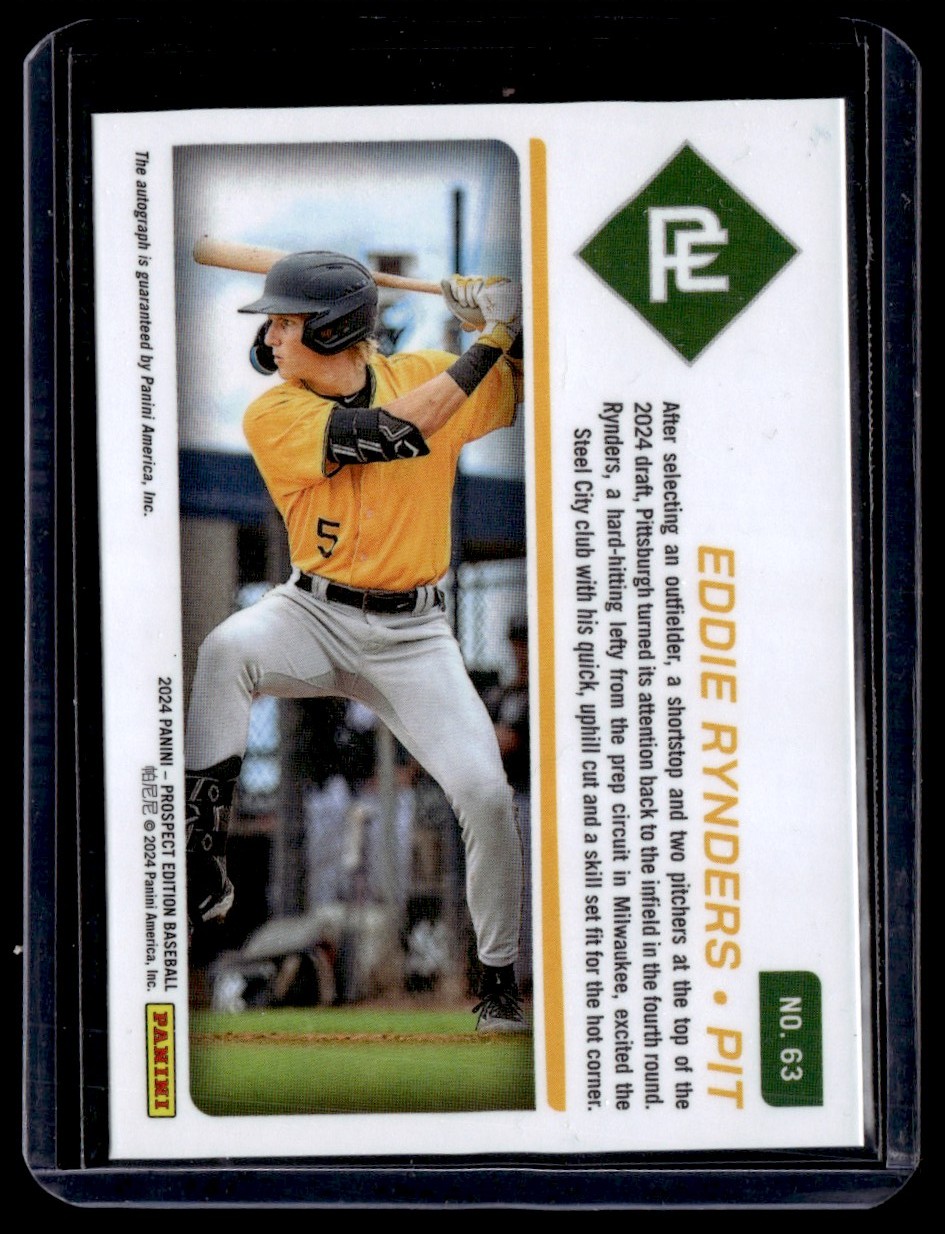 NO. 63
EDDIE RYNDERS • PIT
After selecting an outfielder, a shortstop and two pitchers at the top of the
2024 draft, Pittsburgh turned its attention back to the infield in the fourth round.
Rynders, a hard-hitting lefty from the prep circuit in Milwaukee, excited the
Steel City club with his quick, uphill cut and a skill set fit for the hot corner.
PE
5
The autograph is guaranteed by Panini America, Inc.
2024 PANINI – PROSPECT EDITION BASEBALL
帕尼尼 © 2024 Panini America, Inc.
PANINI